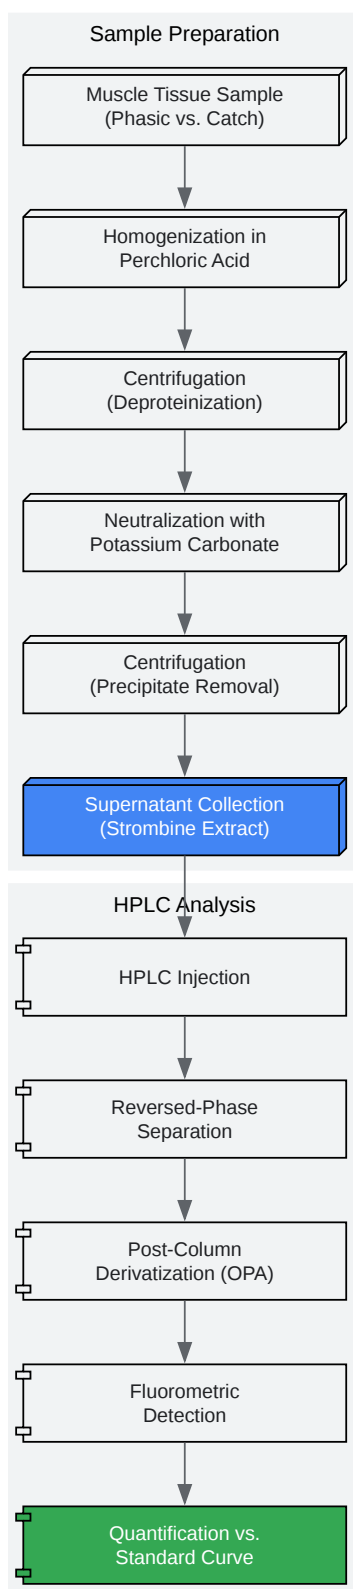 Sample Preparation
Muscle Tissue Sample
(Phasic vs. Catch)
Homogenization in
Perchloric Acid
Centrifugation
(Deproteinization)
Neutralization with
Potassium Carbonate
Centrifugation
(Precipitate Removal)
Supernatant Collection
(Strombine Extract)
HPLC Analysis
HPLC Injection
Reversed-Phase
Separation
Post-Column
Derivatization (OPA)
Fluorometric
Detection
Quantification vs.
Standard Curve